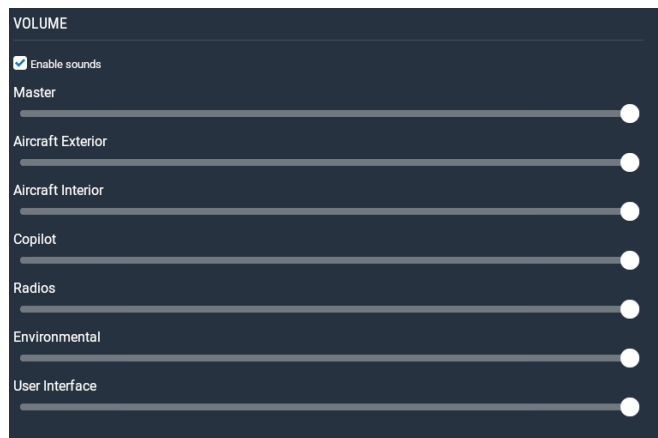 VOLUME
Enable sounds
Master
Aircraft Exterior
Aircraft Interior
Copilot
Radios
Environmental
User Interface